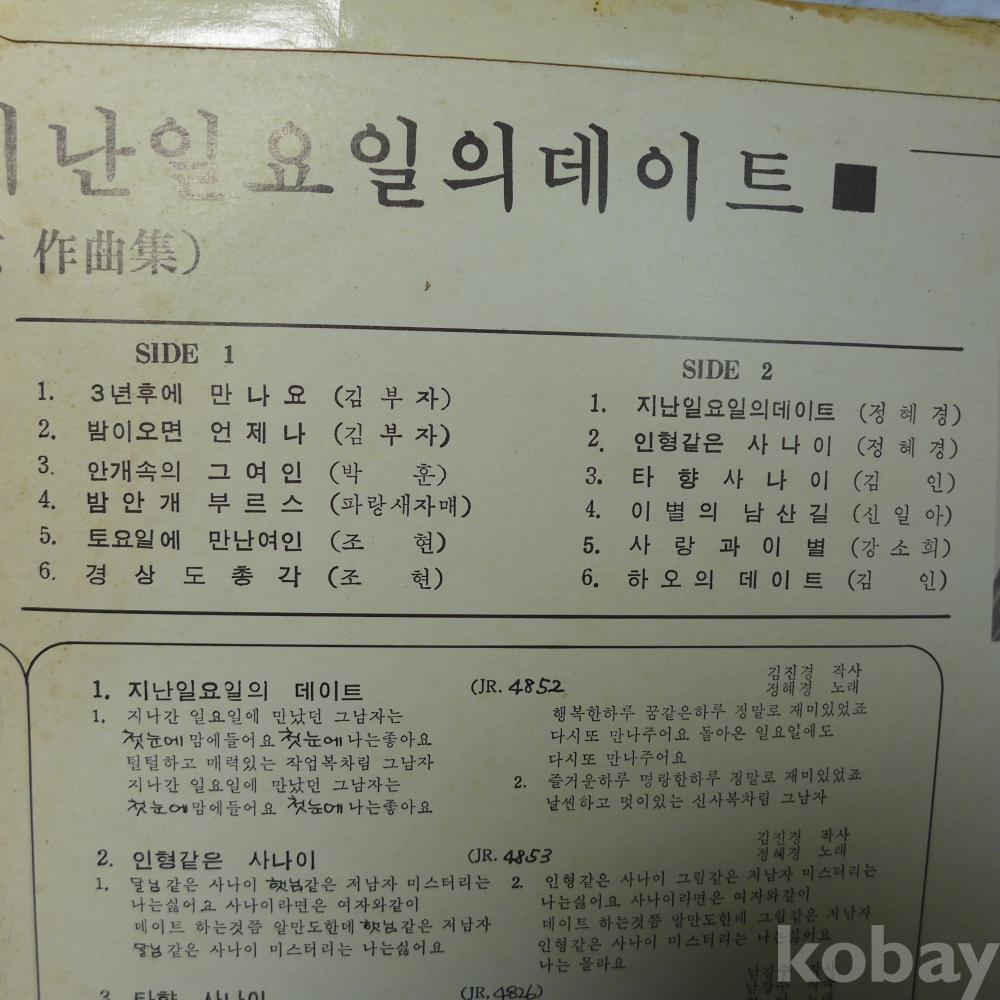 지난일요일의데이트 ■
作曲集)
SIDE 1
1. 3년후에 만나요 (김부자)
2. 밤이오면 언제나 (김부자)
3. 안개속의 그여인 (박 훈)
4. 밤안개 부르스 (파랑새자매)
5. 토요일에 만난여인 (조 현)
6. 경상도총각 (조 현)
SIDE 2
1. 지난일요일의데이트 (정혜경)
2. 인형같은 사나이 (정혜경)
3. 타향사나이 (김 인)
4. 이별의 남산길 (신일아)
5. 사랑과이별 (강소희)
6. 하오의 데이트 (김 인)
1. 지난일요일의 데이트 (JR. 4852
김진경 작사
정혜경 노래
1. 지나간 일요일에 만났던 그남자는
첫눈에 맘에들어요 첫눈에 나는좋아요
털털하고 매력있는 작업복차림 그남자
지나간 일요일에 만났던 그남자는
첫눈에 맘에들어요 첫눈에 나는좋아요
행복한하루 꿈같은하루 정말로 재미있었죠
다시또 만나주어요 돌아온 일요일에도
다시또 만나주어요
2. 즐거운하루 명랑한하루 정말로 재미있었죠
날씬하고 멋이있는 신사복차림 그남자
2. 인형같은 사나이 (JR. 4853
김진경 작사
정혜경 노래
1. 달님같은 사나이 햇님같은 저남자 미스터리는
나는싫어요 사나이라면은 여자와같이
데이트 하는것쯤 알만도한데 햇님같은 저남자
달님같은 사나이 미스터리는 나는싫어요
2. 인형같은 사나이 그림같은 저남자 미스터리는
나는싫어요 사나이라면은 여자와같이
데이트 하는것쯤 알만도한데 그림같은 저남자
인형같은 사나이 미스터리는 나는싫어요
나는 몰라요
3. 타향 사나이 (JR. 4826)
kobay